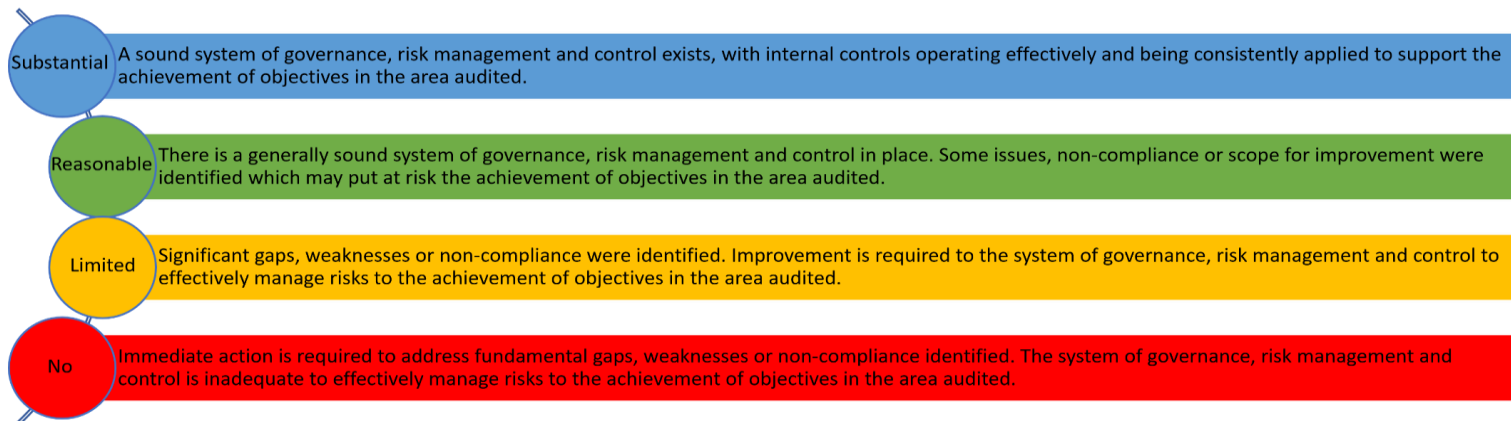 Substantial
A sound system of governance, risk management and control exists, with internal controls operating effectively and being consistently applied to support the
achievement of objectives in the area audited.
Reasonable
There is a generally sound system of governance, risk management and control in place. Some issues, non-compliance or scope for improvement were
identified which may put at risk the achievement of objectives in the area audited.
Limited
Significant gaps, weaknesses or non-compliance were identified. Improvement is required to the system of governance, risk management and control to
effectively manage risks to the achievement of objectives in the area audited.
No
Immediate action is required to address fundamental gaps, weaknesses or non-compliance identified. The system of governance, risk management and
control is inadequate to effectively manage risks to the achievement of objectives in the area audited.